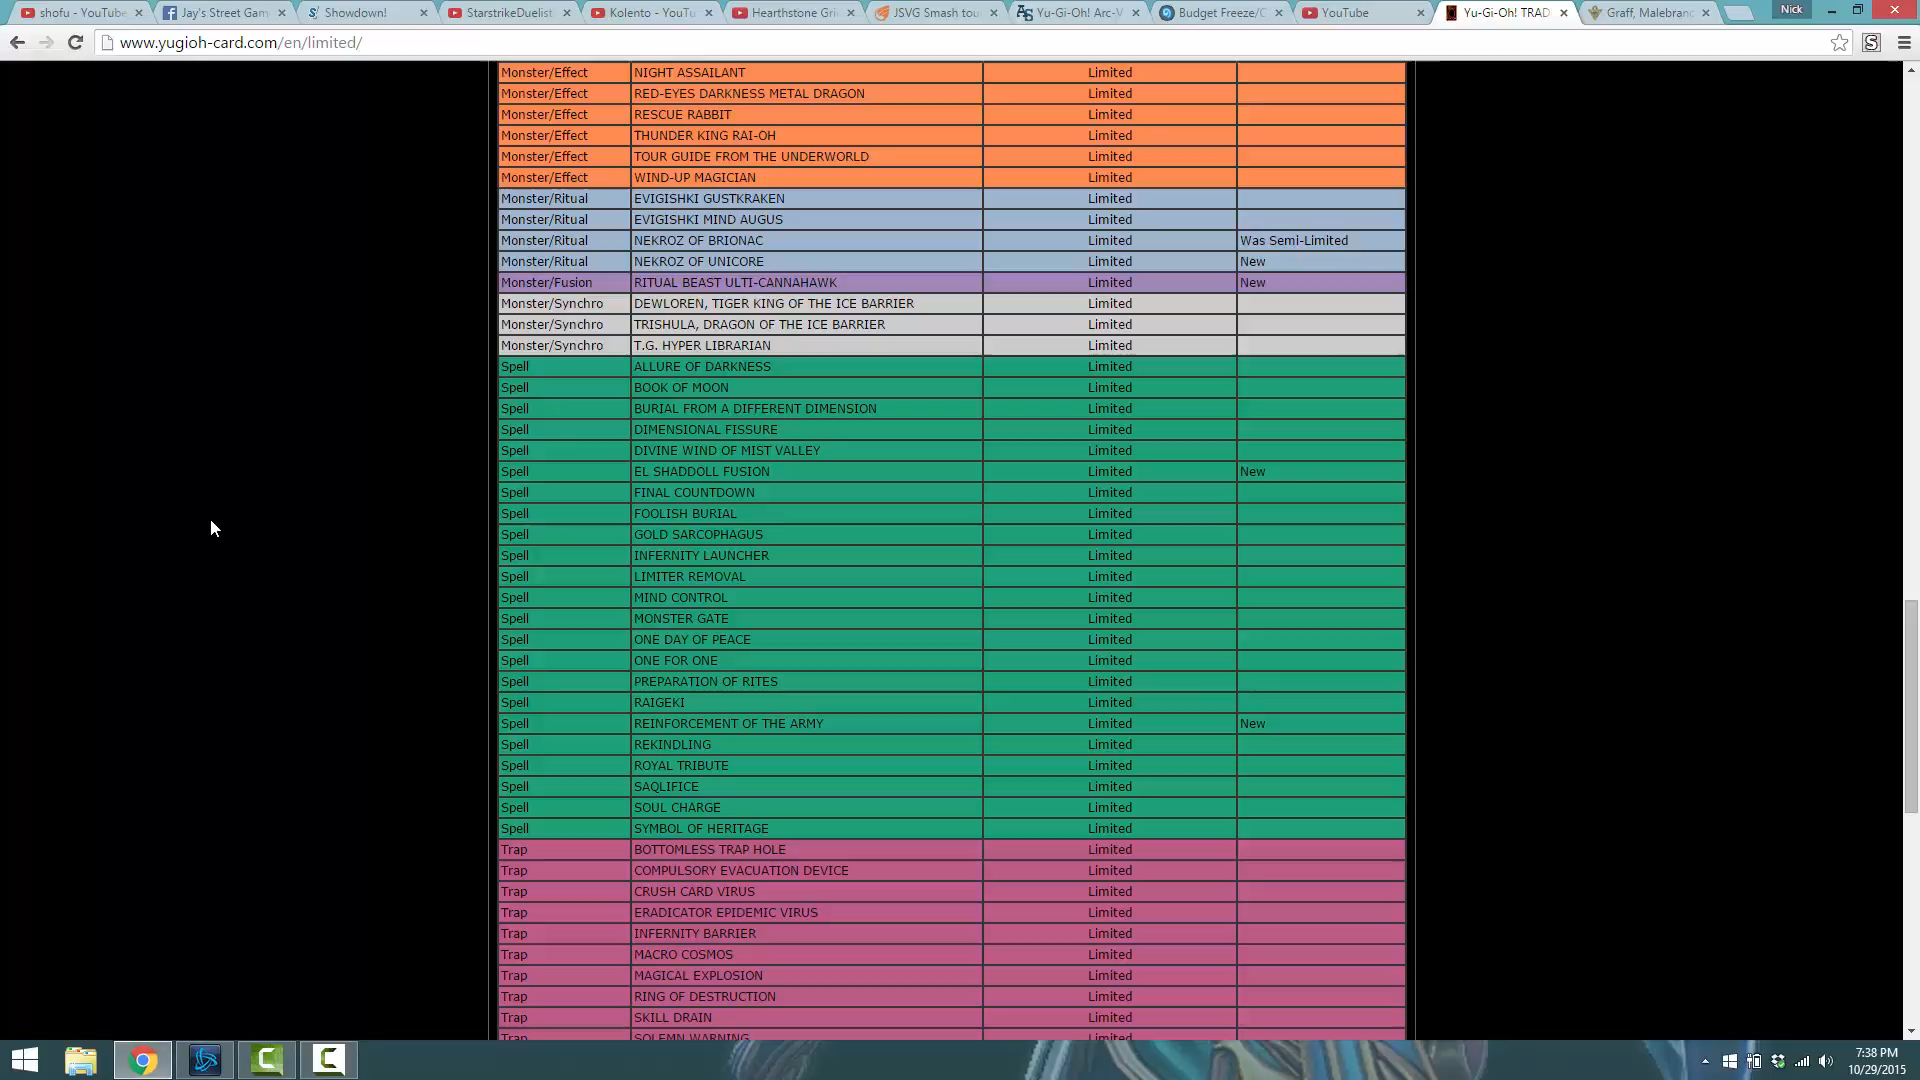 shofu - YouTube
Jay's Street Gam
Showdown!
StarstrikeDuelist
Kolento - YouTu
Hearthstone Gri
JSVG Smash tou
Yu-Gi-Oh! Arc-V
Budget Freeze/C
YouTube
Yu-Gi-Oh! TRAD
Graff, Malebranc
Nick
www.yugioh-card.com/en/limited/
Monster/Effect NIGHT ASSAILANT Limited
Monster/Effect RED-EYES DARKNESS METAL DRAGON Limited
Monster/Effect RESCUE RABBIT Limited
Monster/Effect THUNDER KING RAI-OH Limited
Monster/Effect TOUR GUIDE FROM THE UNDERWORLD Limited
Monster/Effect WIND-UP MAGICIAN Limited
Monster/Ritual EVIGISHKI GUSTKRAKEN Limited
Monster/Ritual EVIGISHKI MIND AUGUS Limited
Monster/Ritual NEKROZ OF BRIONAC Limited Was Semi-Limited
Monster/Ritual NEKROZ OF UNICORE Limited New
Monster/Fusion RITUAL BEAST ULTI-CANNAHAWK Limited New
Monster/Synchro DEWLOREN, TIGER KING OF THE ICE BARRIER Limited
Monster/Synchro TRISHULA, DRAGON OF THE ICE BARRIER Limited
Monster/Synchro T.G. HYPER LIBRARIAN Limited
Spell ALLURE OF DARKNESS Limited
Spell BOOK OF MOON Limited
Spell BURIAL FROM A DIFFERENT DIMENSION Limited
Spell DIMENSIONAL FISSURE Limited
Spell DIVINE WIND OF MIST VALLEY Limited
Spell EL SHADDOLL FUSION Limited New
Spell FINAL COUNTDOWN Limited
Spell FOOLISH BURIAL Limited
Spell GOLD SARCOPHAGUS Limited
Spell INFERNITY LAUNCHER Limited
Spell LIMITER REMOVAL Limited
Spell MIND CONTROL Limited
Spell MONSTER GATE Limited
Spell ONE DAY OF PEACE Limited
Spell ONE FOR ONE Limited
Spell PREPARATION OF RITES Limited
Spell RAIGEKI Limited
Spell REINFORCEMENT OF THE ARMY Limited New
Spell REKINDLING Limited
Spell ROYAL TRIBUTE Limited
Spell SAQLIFICE Limited
Spell SOUL CHARGE Limited
Spell SYMBOL OF HERITAGE Limited
Trap BOTTOMLESS TRAP HOLE Limited
Trap COMPULSORY EVACUATION DEVICE Limited
Trap CRUSH CARD VIRUS Limited
Trap ERADICATOR EPIDEMIC VIRUS Limited
Trap INFERNITY BARRIER Limited
Trap MACRO COSMOS Limited
Trap MAGICAL EXPLOSION Limited
Trap RING OF DESTRUCTION Limited
Trap SKILL DRAIN Limited
Trap SOLEMN WARNING Limited
7:38 PM
10/29/2015